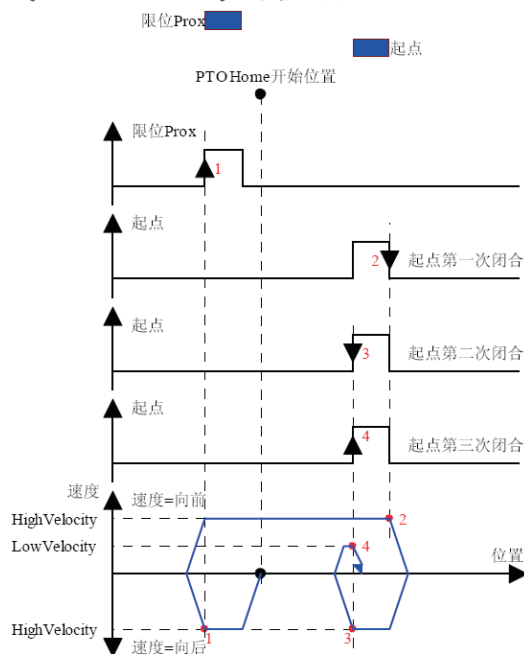 限位Prox
起点
PTO Home开始位置
限位Prox
1
起点
2
起点第一次闭合
起点
3
起点第二次闭合
起点
4
起点第三次闭合
速度
速度=向前
HighVelocity
2
LowVelocity
4
位置
HighVelocity
1
3
速度=向后